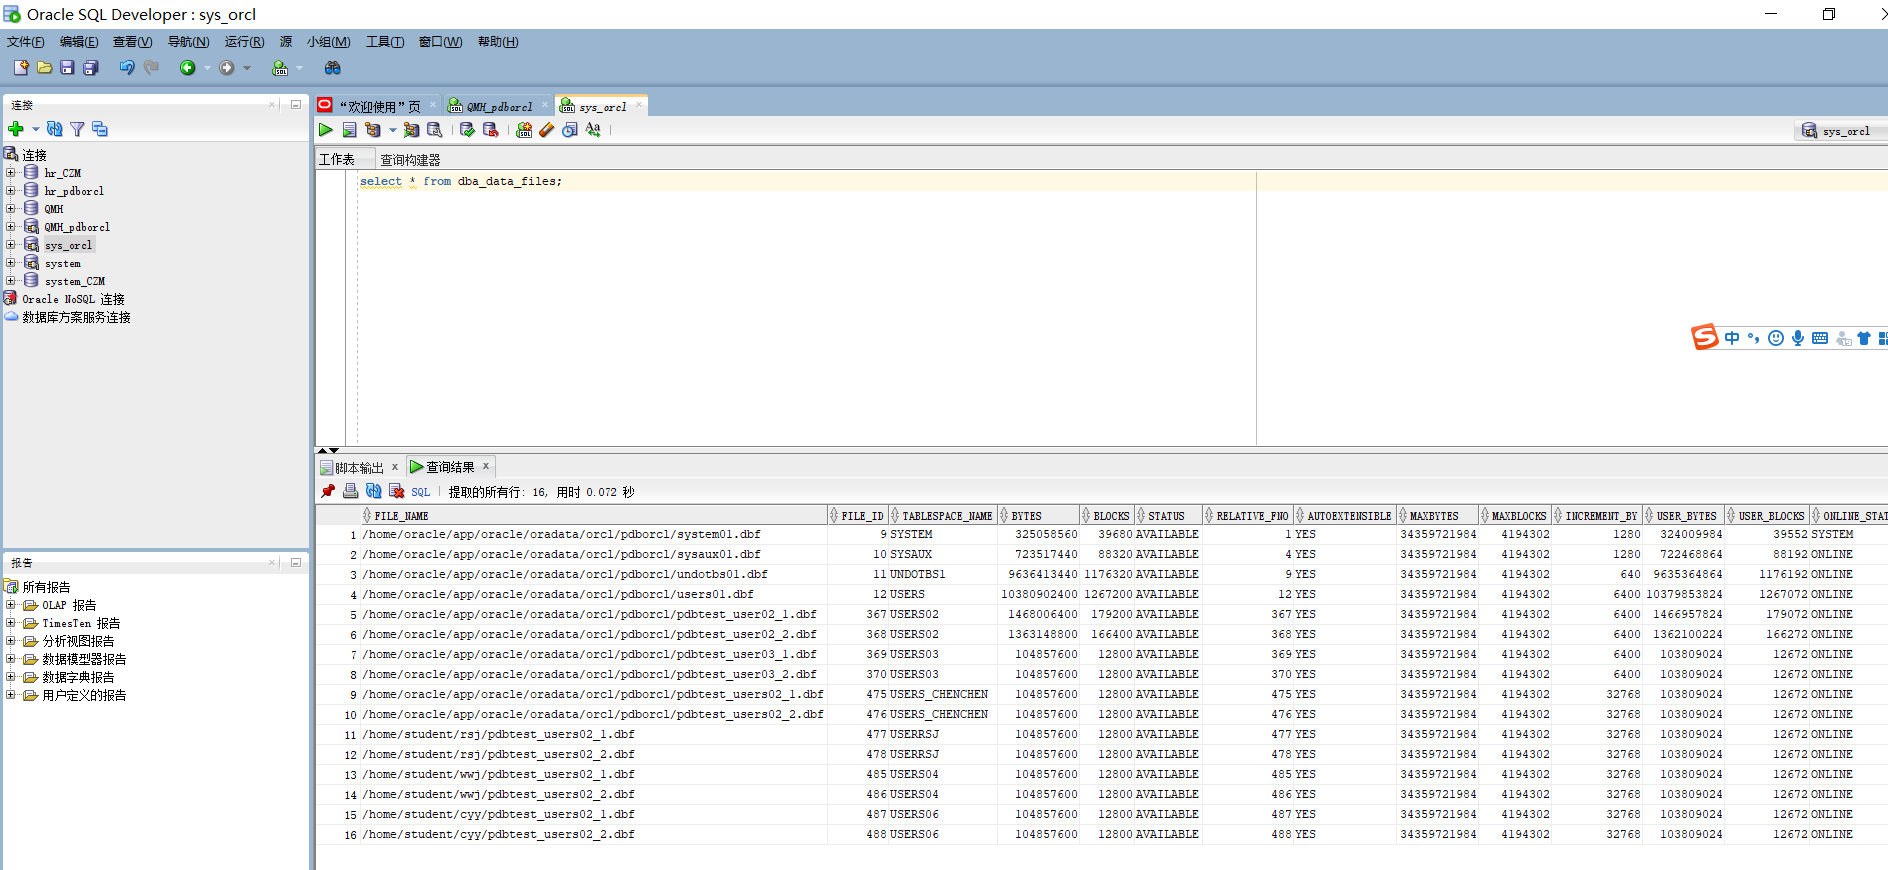 Oracle SQL Developer : sys_orcl
文件(F) 编辑(E) 查看(V) 导航(N) 运行(R) 源 小组(M) 工具(T) 窗口(W) 帮助(H)
连接
“欢迎使用”页 QMH_pdborcl sys_orcl
sys_orcl
工作表 查询构建器
select * from dba_data_files;
连接
hr_CZM
hr_pdborcl
QMH
QMH_pdborcl
sys_orcl
system
system_CZM
Oracle NoSQL 连接
数据库方案服务连接
中
脚本输出 查询结果
SQL 提取的所有行: 16, 用时 0.072 秒
FILE_NAME FILE_ID TABLESPACE_NAME BYTES BLOCKS STATUS RELATIVE_FNO AUTOEXTENSIBLE MAXBYTES MAXBLOCKS INCREMENT_BY USER_BYTES USER_BLOCKS ONLINE_STAT
1 /home/oracle/app/oracle/oradata/orcl/pdborcl/system01.dbf 9 SYSTEM 325058560 39680 AVAILABLE 1 YES 34359721984 4194302 1280 324009984 39552 SYSTEM
2 /home/oracle/app/oracle/oradata/orcl/pdborcl/sysaux01.dbf 10 SYSAUX 723517440 88320 AVAILABLE 4 YES 34359721984 4194302 1280 722468864 88192 ONLINE
3 /home/oracle/app/oracle/oradata/orcl/pdborcl/undotbs01.dbf 11 UNDOTBS1 9636413440 1176320 AVAILABLE 9 YES 34359721984 4194302 640 9635364864 1176192 ONLINE
4 /home/oracle/app/oracle/oradata/orcl/pdborcl/users01.dbf 12 USERS 10380902400 1267200 AVAILABLE 12 YES 34359721984 4194302 6400 10379853824 1267072 ONLINE
5 /home/oracle/app/oracle/oradata/orcl/pdborcl/pdbtest_user02_1.dbf 367 USERS02 1468006400 179200 AVAILABLE 367 YES 34359721984 4194302 6400 1466957824 179072 ONLINE
6 /home/oracle/app/oracle/oradata/orcl/pdborcl/pdbtest_user02_2.dbf 368 USERS02 1363148800 166400 AVAILABLE 368 YES 34359721984 4194302 6400 1362100224 166272 ONLINE
7 /home/oracle/app/oracle/oradata/orcl/pdborcl/pdbtest_user03_1.dbf 369 USERS03 104857600 12800 AVAILABLE 369 YES 34359721984 4194302 6400 103809024 12672 ONLINE
8 /home/oracle/app/oracle/oradata/orcl/pdborcl/pdbtest_user03_2.dbf 370 USERS03 104857600 12800 AVAILABLE 370 YES 34359721984 4194302 6400 103809024 12672 ONLINE
9 /home/oracle/app/oracle/oradata/orcl/pdborcl/pdbtest_users02_1.dbf 475 USERS_CHENCHEN 104857600 12800 AVAILABLE 475 YES 34359721984 4194302 32768 103809024 12672 ONLINE
10 /home/oracle/app/oracle/oradata/orcl/pdborcl/pdbtest_users02_2.dbf 476 USERS_CHENCHEN 104857600 12800 AVAILABLE 476 YES 34359721984 4194302 32768 103809024 12672 ONLINE
11 /home/student/rsj/pdbtest_users02_1.dbf 477 USERRSJ 104857600 12800 AVAILABLE 477 YES 34359721984 4194302 32768 103809024 12672 ONLINE
12 /home/student/rsj/pdbtest_users02_2.dbf 478 USERRSJ 104857600 12800 AVAILABLE 478 YES 34359721984 4194302 32768 103809024 12672 ONLINE
13 /home/student/wwj/pdbtest_users02_1.dbf 485 USERS04 104857600 12800 AVAILABLE 485 YES 34359721984 4194302 32768 103809024 12672 ONLINE
14 /home/student/wwj/pdbtest_users02_2.dbf 486 USERS04 104857600 12800 AVAILABLE 486 YES 34359721984 4194302 32768 103809024 12672 ONLINE
15 /home/student/cyy/pdbtest_users02_1.dbf 487 USERS06 104857600 12800 AVAILABLE 487 YES 34359721984 4194302 32768 103809024 12672 ONLINE
16 /home/student/cyy/pdbtest_users02_2.dbf 488 USERS06 104857600 12800 AVAILABLE 488 YES 34359721984 4194302 32768 103809024 12672 ONLINE
报告
所有报告
OLAP 报告
TimesTen 报告
分析视图报告
数据模型器报告
数据字典报告
用户定义的报告